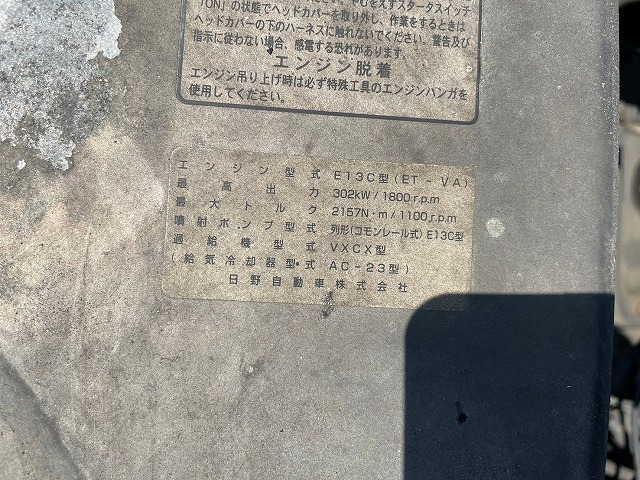 ON」の状態でヘッドカバーを取り外し、作業をするときは
ヘッドカバーの下のハーネスに触れないでください。警告及び
指示に従わない場合、感電する恐れがあります。
エンジン脱着
エンジン吊り上げ時は必ず特殊工具のエンジンハンガを
使用してください。
エンジン型式 E13C型(ET-VA)
最高出力 302kW/1800r.p.m
最大トルク 2157N・m/1100r.p.m
噴射ポンプ型式 列形(コモンレール式)E13C型
過給機型式 VXCX型
(給気冷却器型式 AC-23型)
日野自動車株式会社